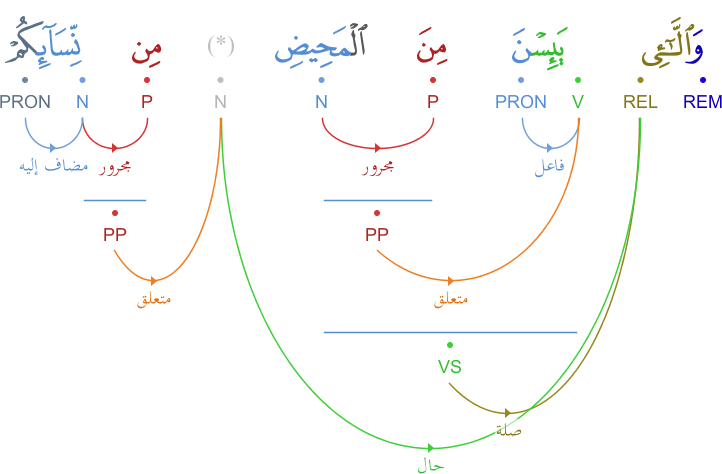 وَٱلَّـٰٓـِٔى يَئِسْنَ مِنَ ٱلْمَحِيضِ (*) مِن نِّسَآئِكُمْ
REM REL V PRON P N N P N PRON
فاعل مجرور مجرور مضاف إليه
PP PP
متعلق متعلق
VS
صلة
حال